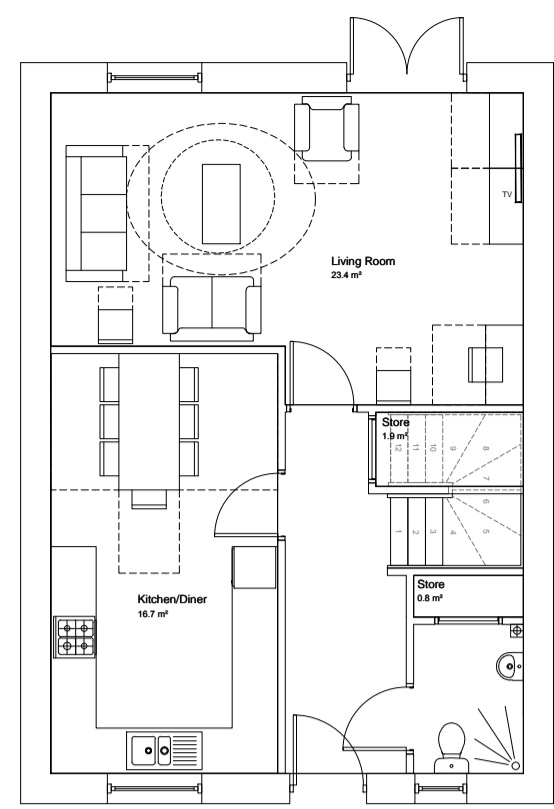 TV
Living Room
23.4 m²
Store
1.9 m²
12 11 10 9 8
7
6
1 2 3 4 5
Store
0.8 m²
Kitchen/Diner
16.7 m²